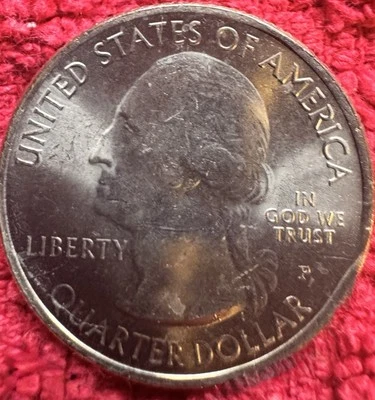 UNITED STATES OF AMERICA
LIBERTY
IN
GOD WE
TRUST
P
QUARTER DOLLAR